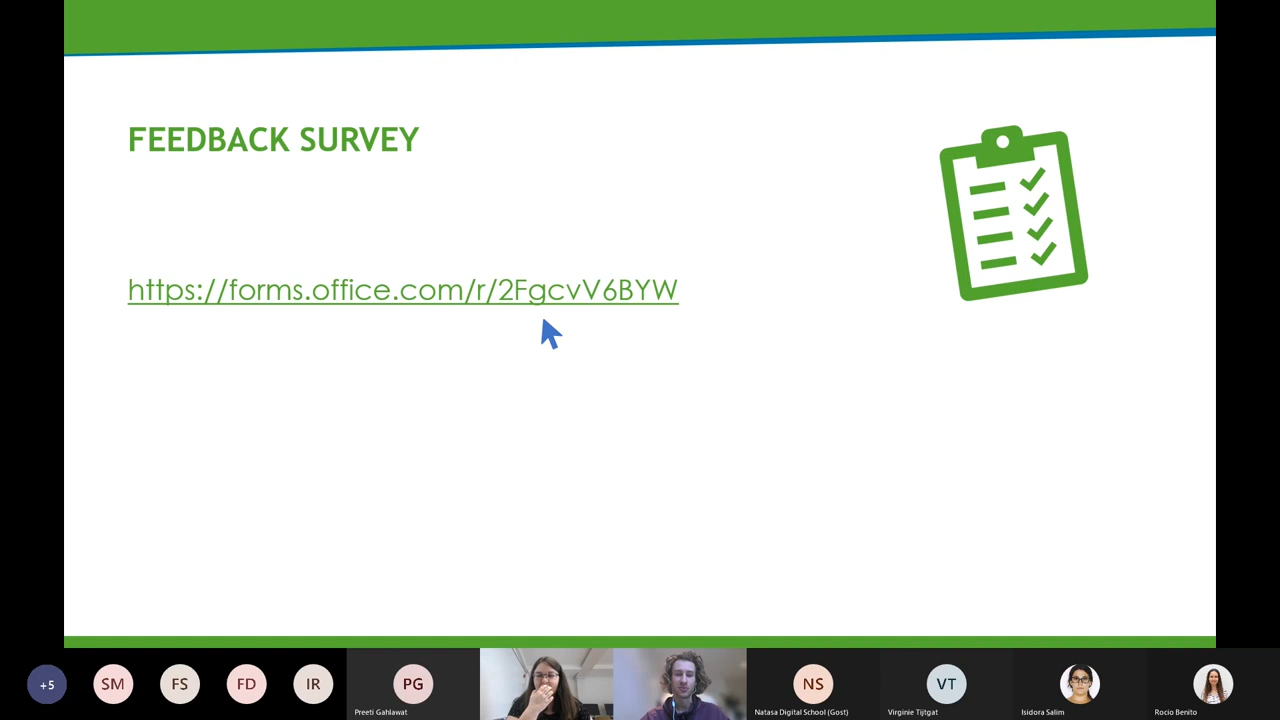 FEEDBACK SURVEY
https://forms.office.com/r/2FgcvV6BYW
+5
SM
FS
FD
IR
PG
NS
VT
Preeti Gahlawat
Natasa Digital School (Gost)
Virginie Tijtgat
Isidora Salim
Rocio Benito